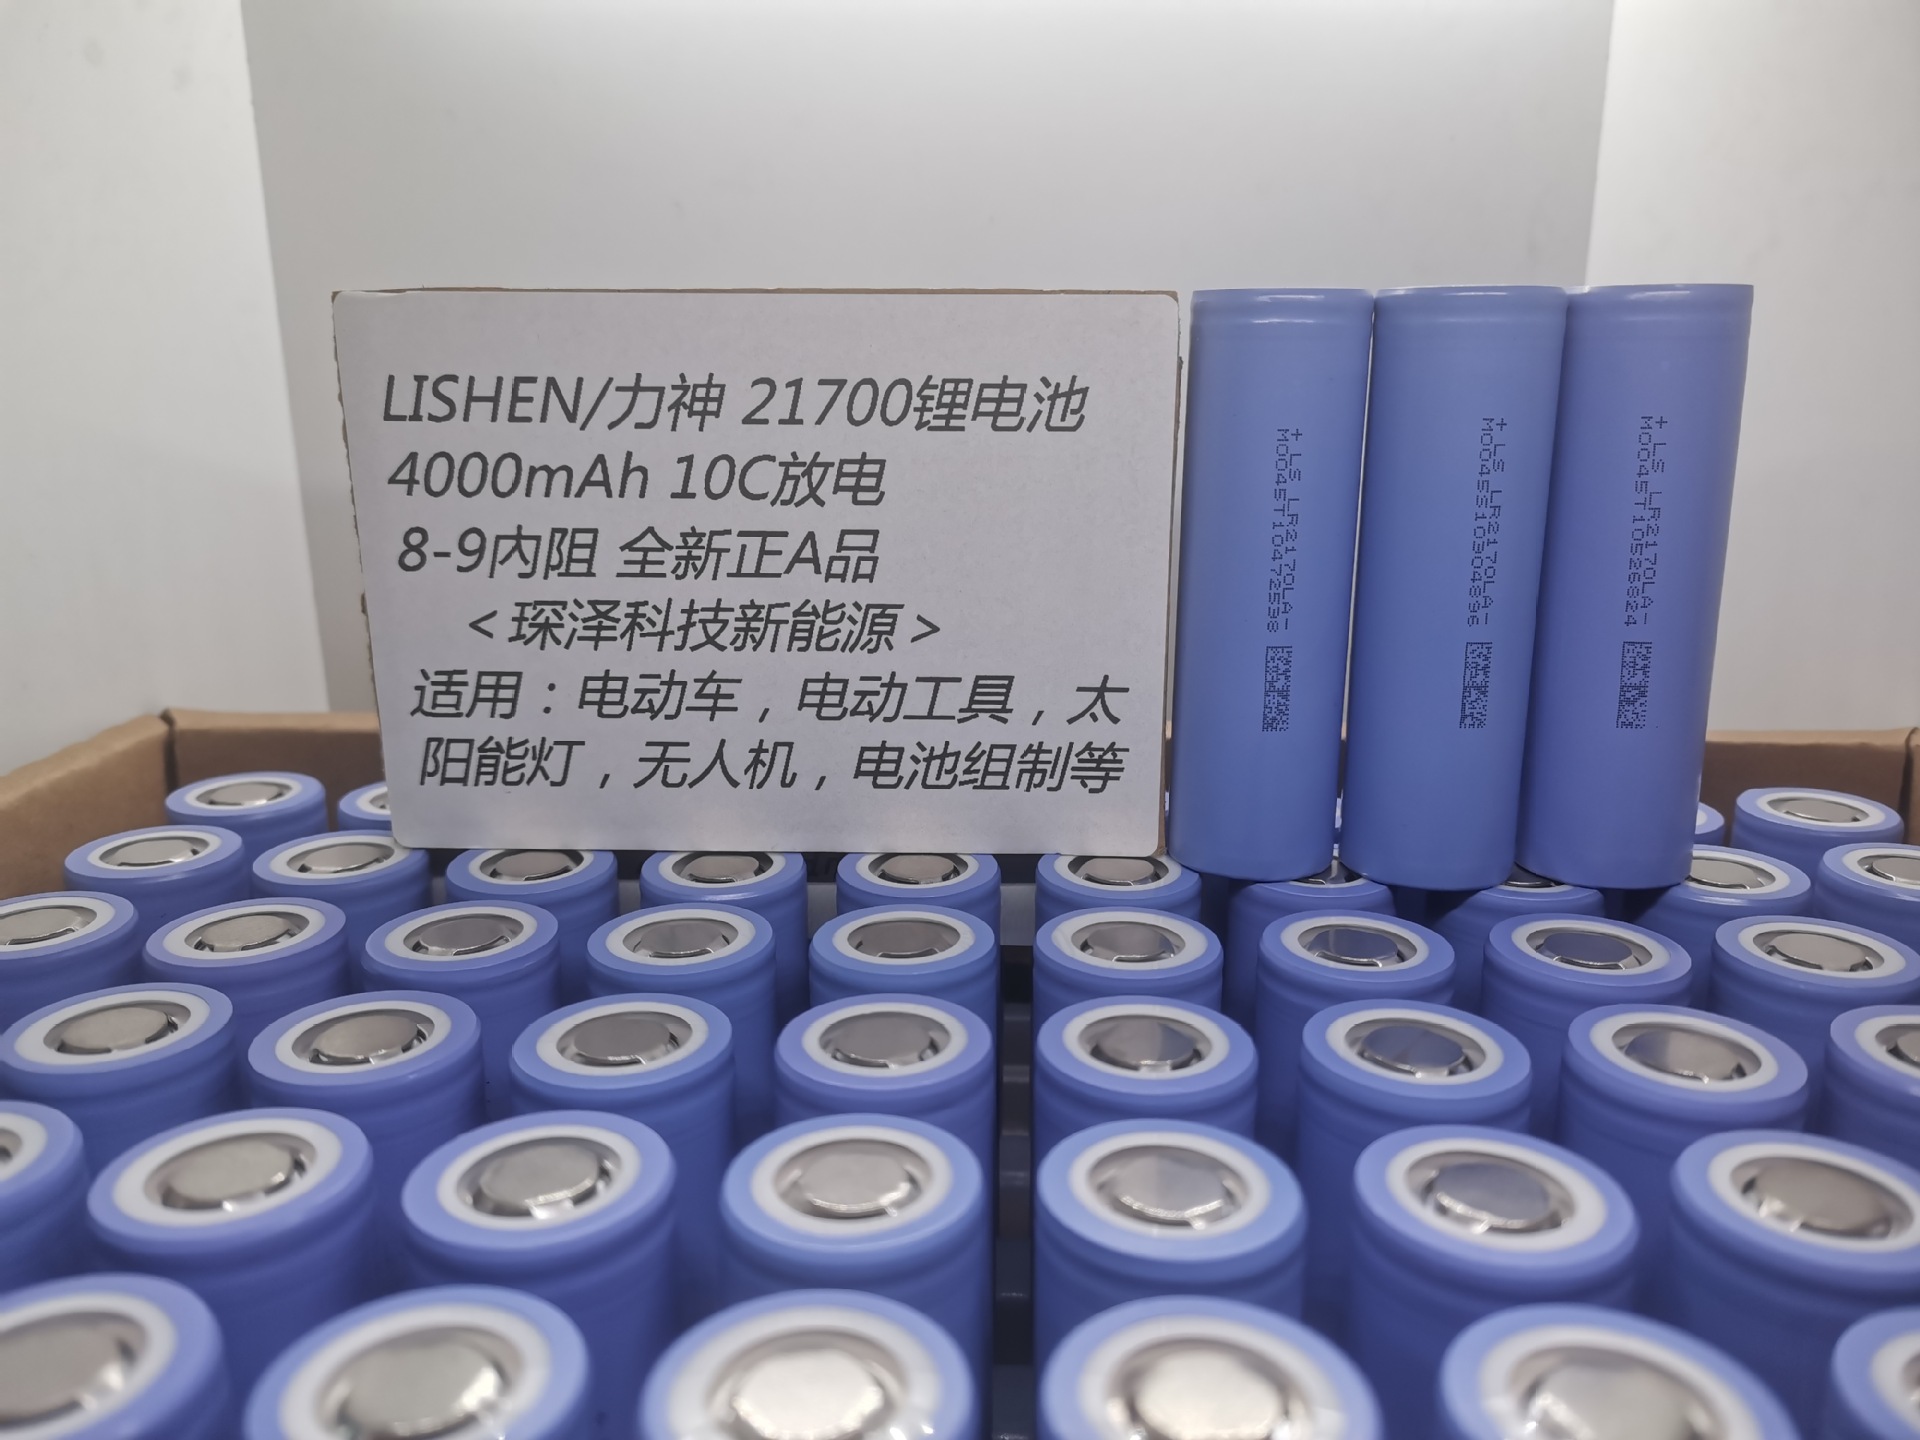 LISHEN/力神 21700锂电池
4000mAh 10C放电
8-9内阻 全新正A品
＜琛泽科技新能源＞
适用：电动车，电动工具，太
阳能灯，无人机，电池组制等
+ LS LR2170LA-
M0045T10472538
+ LS LR2170LA-
M0045S10304896
+ LS LR2170LA-
M0045T10526824